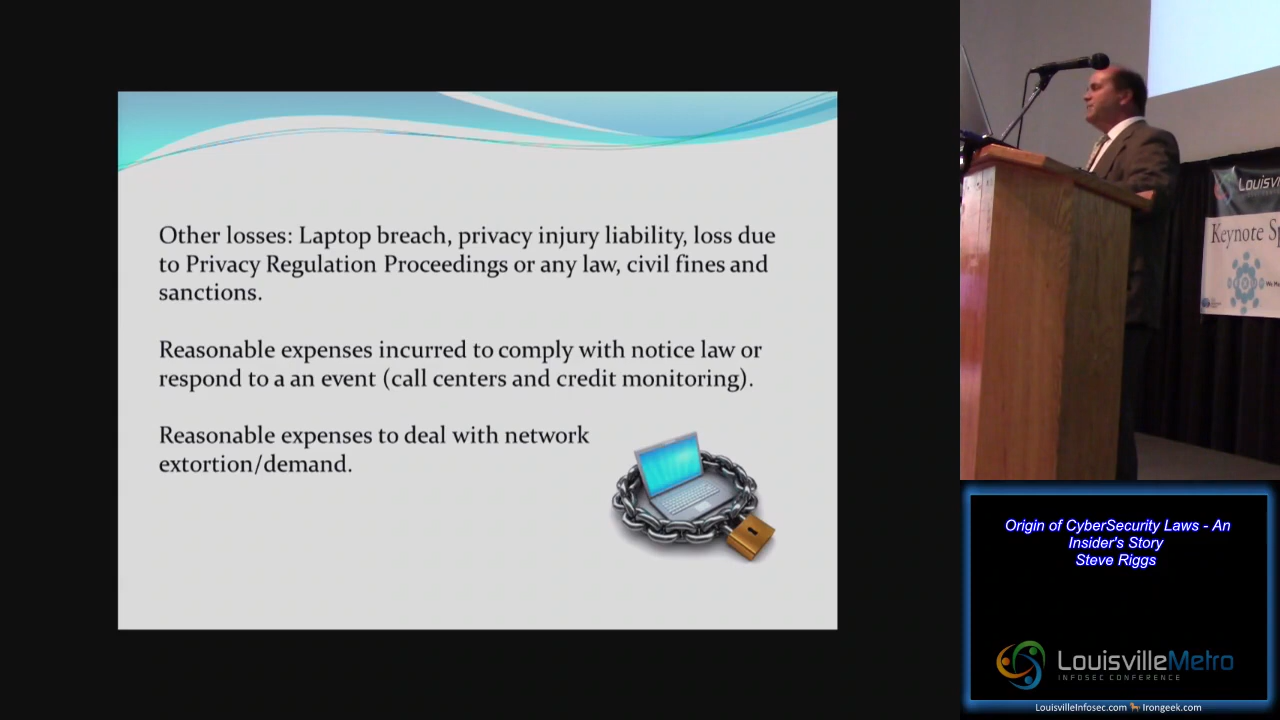 Other losses: Laptop breach, privacy injury liability, loss due
to Privacy Regulation Proceedings or any law, civil fines and
sanctions.
Reasonable expenses incurred to comply with notice law or
respond to a an event (call centers and credit monitoring).
Reasonable expenses to deal with network
extortion/demand.
Louisvi
Keynote Sp
Origin of CyberSecurity Laws - An
Insider's Story
Steve Riggs
LouisvilleMetro
INFOSEC CONFERENCE
LouisvilleInfosec.com Irongeek.com